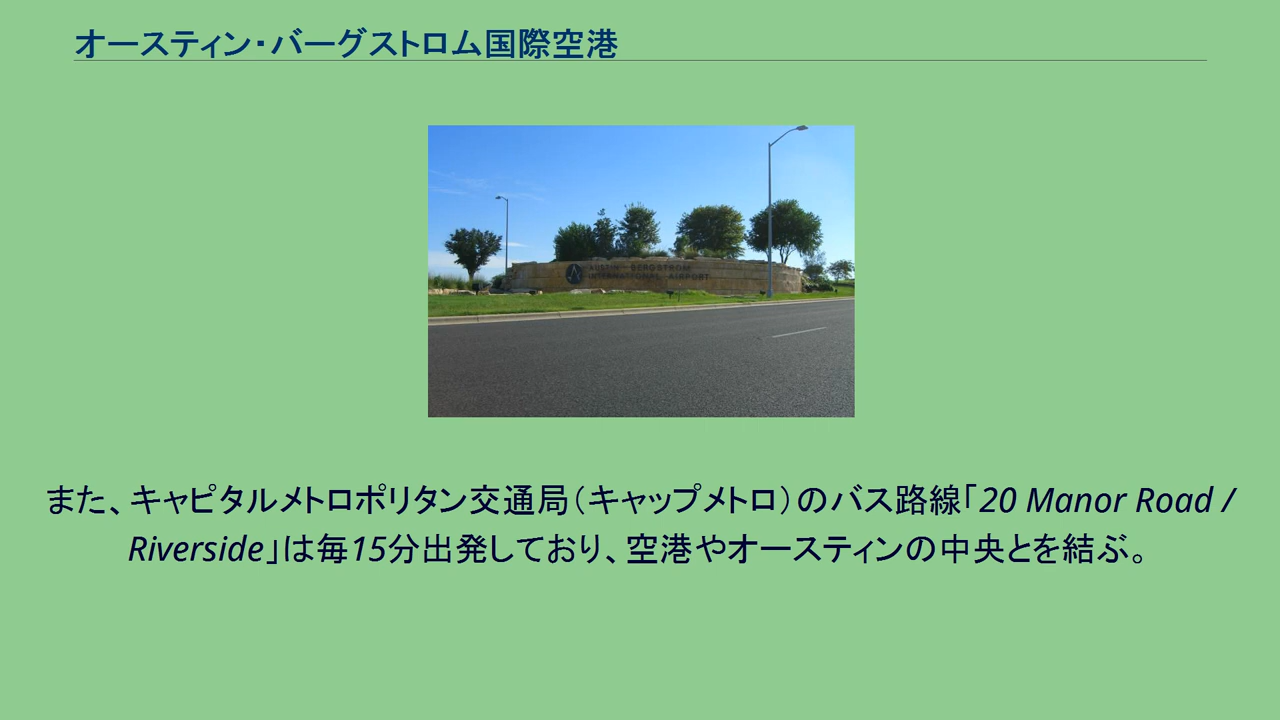 オースティン・バーグストロム国際空港
AUSTIN - BERGSTROM
INTERNATIONAL AIRPORT
また、キャピタルメトロポリタン交通局（キャップメトロ）のバス路線「20 Manor Road /
Riverside」は毎15分出発しており、空港やオースティンの中央とを結ぶ。